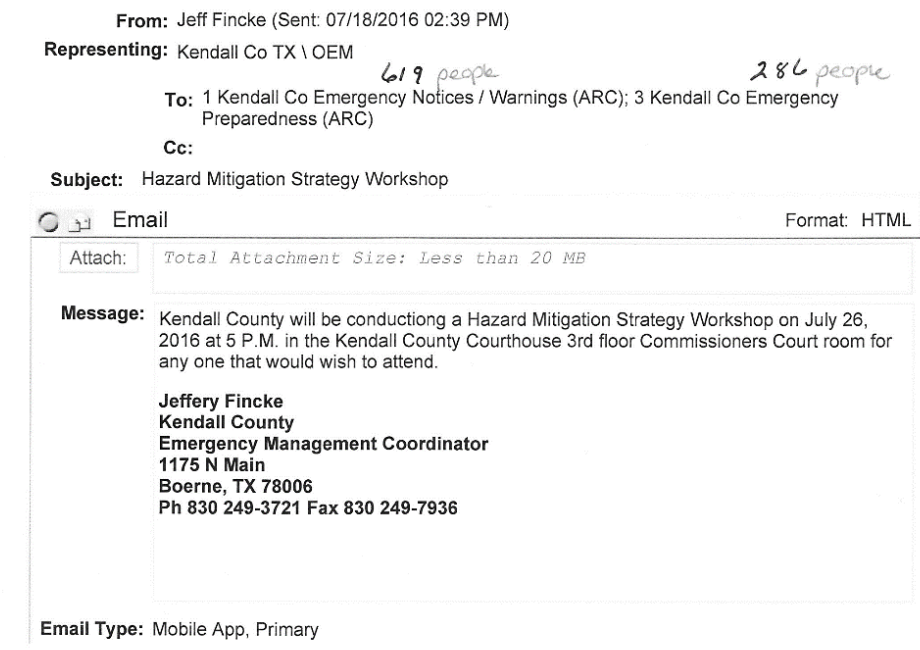 From: Jeff Fincke (Sent: 07/18/2016 02:39 PM)
Representing: Kendall Co TX \ OEM
619 people 286 people
To: 1 Kendall Co Emergency Notices / Warnings (ARC); 3 Kendall Co Emergency
Preparedness (ARC)
Cc:
Subject: Hazard Mitigation Strategy Workshop
Email Format: HTML
Attach: Total Attachment Size: Less than 20 MB
Message: Kendall County will be conductiong a Hazard Mitigation Strategy Workshop on July 26,
2016 at 5 P.M. in the Kendall County Courthouse 3rd floor Commissioners Court room for
any one that would wish to attend.
Jeffery Fincke
Kendall County
Emergency Management Coordinator
1175 N Main
Boerne, TX 78006
Ph 830 249-3721 Fax 830 249-7936
Email Type: Mobile App, Primary